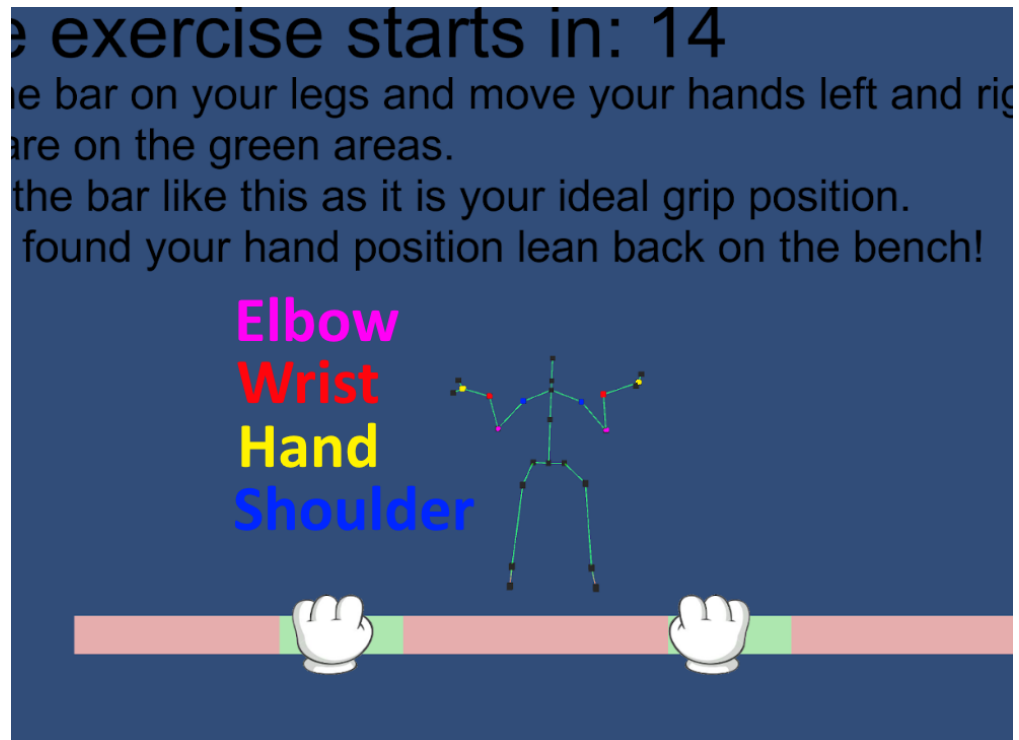 exercise starts in: 14
bar on your legs and move your hands left and
are on the green areas.
the bar like this as it is your ideal grip position.
found your hand position lean back on the bench!
Elbow
Wrist
Hand
Shoulder